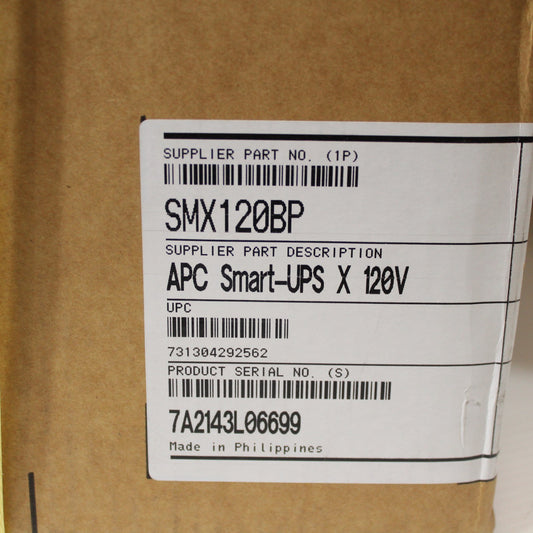 SUPPLIER PART NO. (1P)
SMX120BP
SUPPLIER PART DESCRIPTION
APC Smart-UPS X 120V
UPC
731304292562
PRODUCT SERIAL NO. (S)
7A2143L06699
Made in Philippines